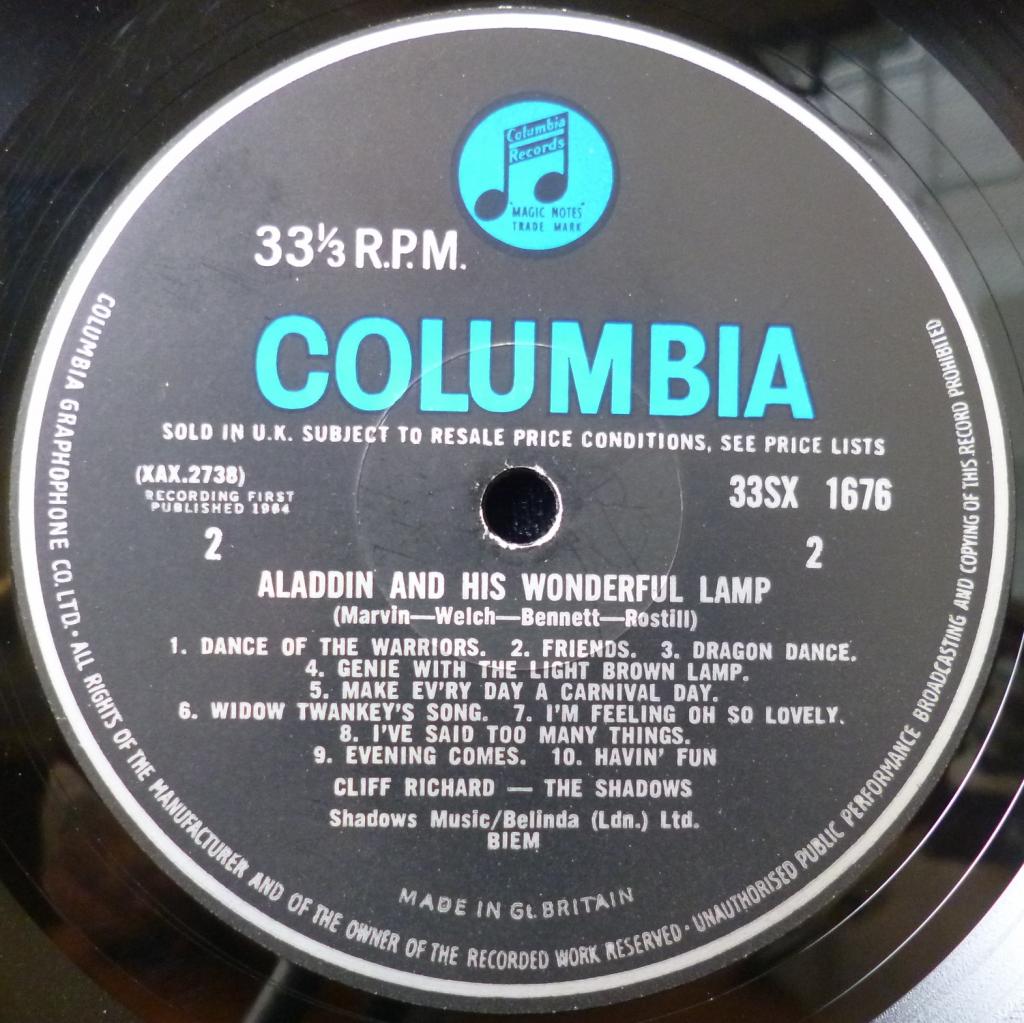 Columbia
Records
"MAGIC NOTES"
TRADE MARK
33⅓ R.P.M.
COLUMBIA
SOLD IN U.K. SUBJECT TO RESALE PRICE CONDITIONS, SEE PRICE LISTS
(XAX.2738)
RECORDING FIRST
PUBLISHED 1964
2
33SX 1676
2
ALADDIN AND HIS WONDERFUL LAMP
(Marvin—Welch—Bennett—Rostill)
1. DANCE OF THE WARRIORS. 2. FRIENDS. 3. DRAGON DANCE.
4. GENIE WITH THE LIGHT BROWN LAMP.
5. MAKE EV'RY DAY A CARNIVAL DAY.
6. WIDOW TWANKEY'S SONG. 7. I'M FEELING OH SO LOVELY.
8. I'VE SAID TOO MANY THINGS.
9. EVENING COMES. 10. HAVIN' FUN
CLIFF RICHARD — THE SHADOWS
Shadows Music/Belinda (Ldn.) Ltd.
BIEM
MADE IN Gt. BRITAIN
COLUMBIA GRAPHOPHONE CO. LTD. • ALL RIGHTS OF THE MANUFACTURER AND OF THE OWNER OF THE RECORDED WORK RESERVED • UNAUTHORISED PUBLIC PERFORMANCE BROADCASTING AND COPYING OF THIS RECORD PROHIBITED